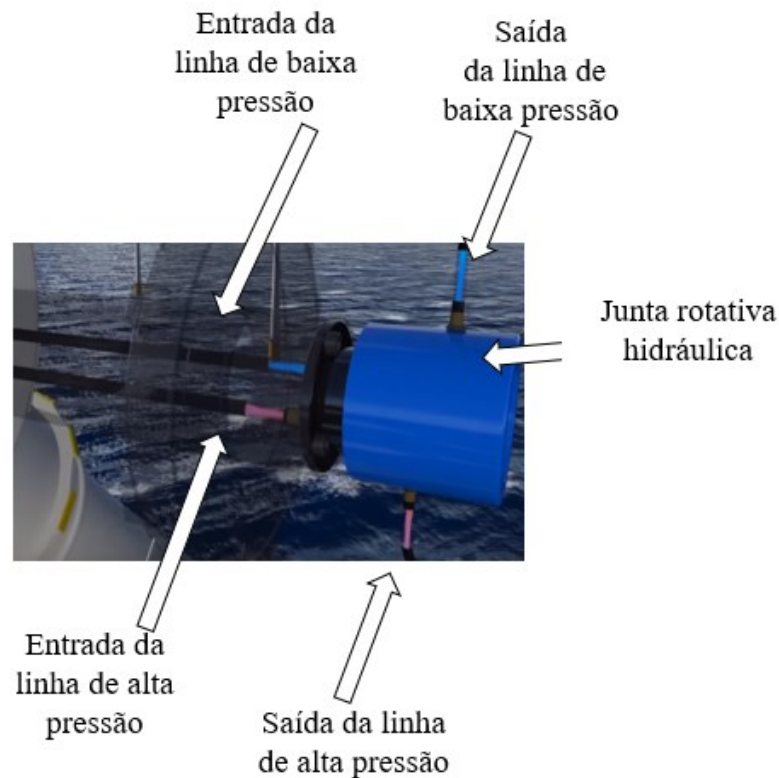 Entrada da
linha de baixa
pressão
Saída
da linha de
baixa pressão
Junta rotativa
hidráulica
Entrada da
linha de alta
pressão
Saída da linha
de alta pressão